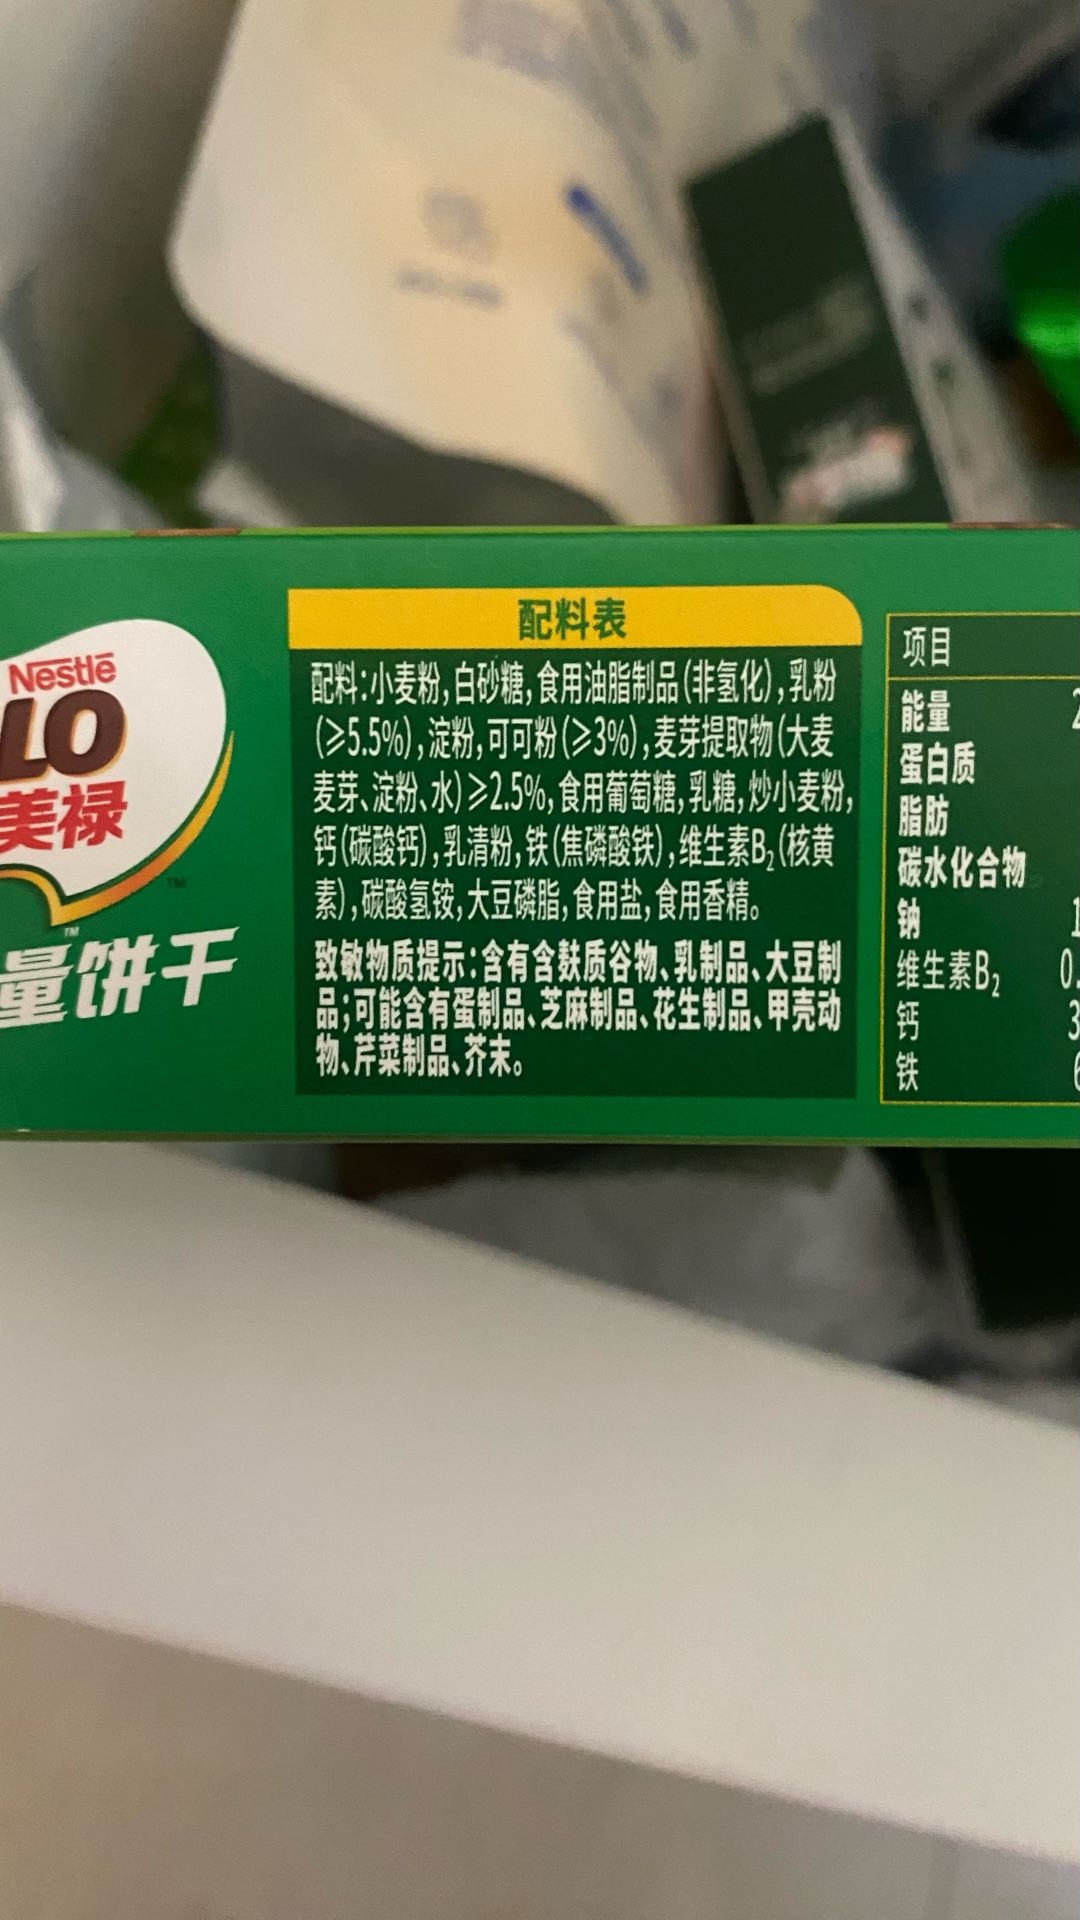 Nestlé
LO
美禄
TM
TM
量饼干
配料表
配料:小麦粉,白砂糖,食用油脂制品(非氢化),乳粉
(≥5.5%),淀粉,可可粉(≥3%),麦芽提取物(大麦
麦芽、淀粉、水)≥2.5%,食用葡萄糖,乳糖,炒小麦粉,
钙(碳酸钙),乳清粉,铁(焦磷酸铁),维生素B₂(核黄
素),碳酸氢铵,大豆磷脂,食用盐,食用香精。
致敏物质提示:含有含麸质谷物、乳制品、大豆制
品;可能含有蛋制品、芝麻制品、花生制品、甲壳动
物、芹菜制品、芥末。
项目
能量 2
蛋白质
脂肪
碳水化合物
钠 1
维生素B₂ 0.
钙 3
铁 6